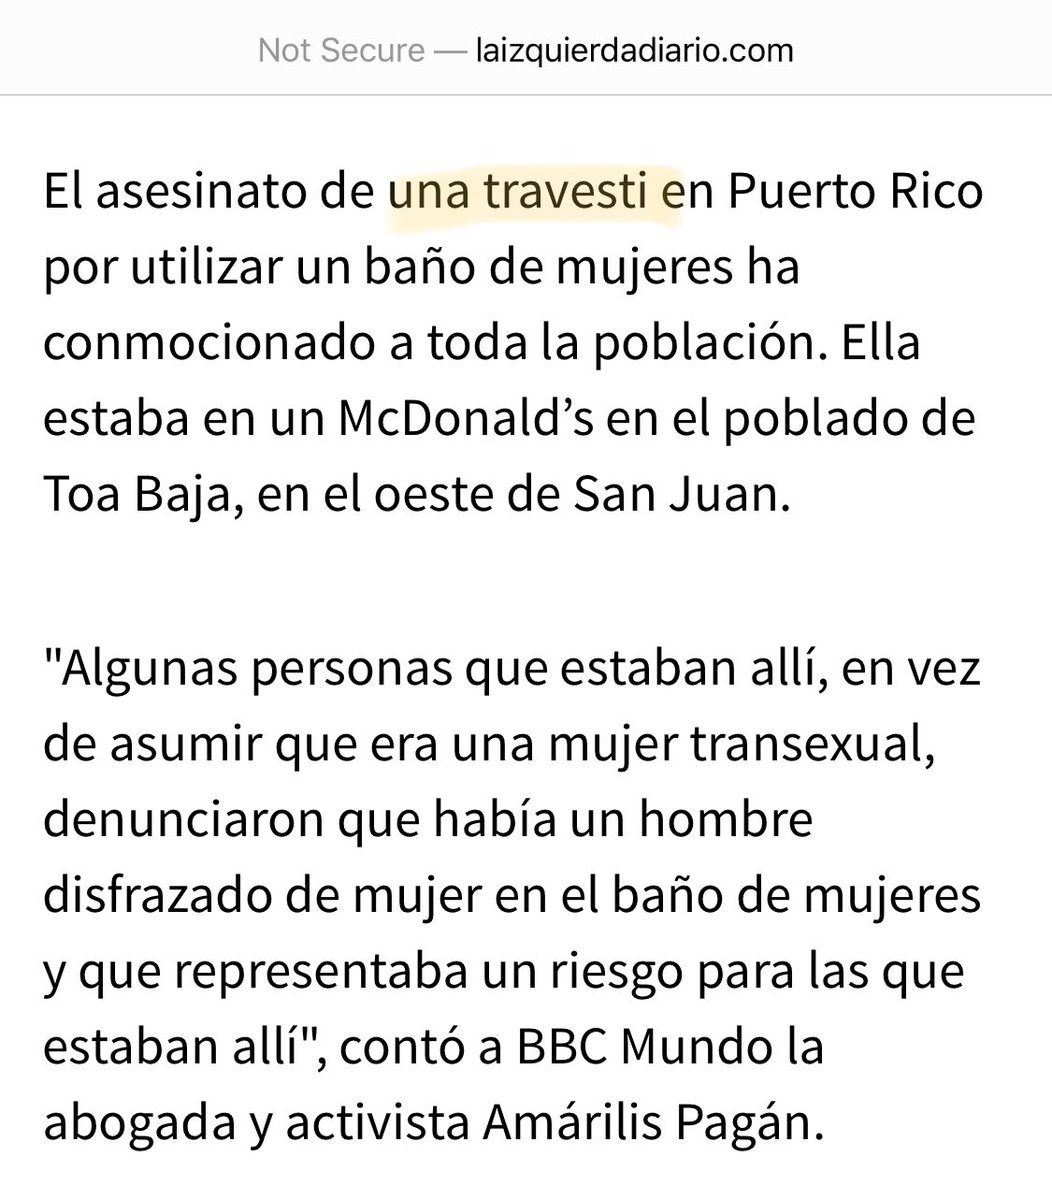 Not Secure — laizquierdadiario.com
El asesinato de una travesti en Puerto Rico
por utilizar un baño de mujeres ha
conmocionado a toda la población. Ella
estaba en un McDonald’s en el poblado de
Toa Baja, en el oeste de San Juan.
"Algunas personas que estaban allí, en vez
de asumir que era una mujer transexual,
denunciaron que había un hombre
disfrazado de mujer en el baño de mujeres
y que representaba un riesgo para las que
estaban allí", contó a BBC Mundo la
abogada y activista Amárilis Pagán.